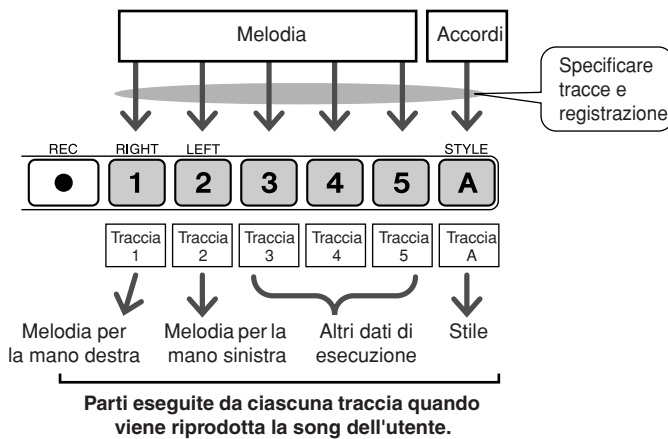 Melodia
Accordi
Specificare
tracce e
registrazione
REC
RIGHT
LEFT
STYLE
1
2
3
4
5
A
Traccia
1
Traccia
2
Traccia
3
Traccia
4
Traccia
5
Traccia
A
Melodia per
la mano destra
Melodia per la
mano sinistra
Altri dati di
esecuzione
Stile
Parti eseguite da ciascuna traccia quando
viene riprodotta la song dell'utente.